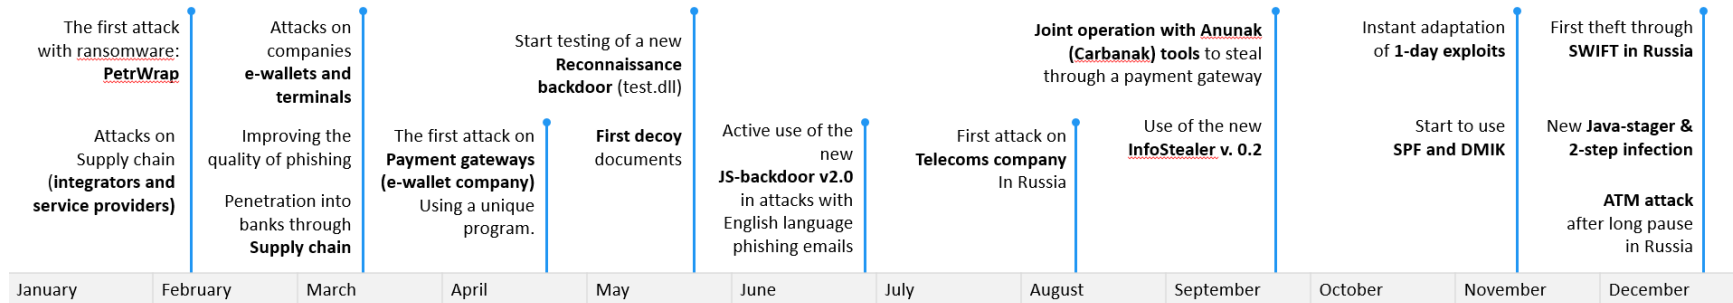 The first attack
with ransomware:
PetrWrap
Attacks on
Supply chain
(integrators and
service providers)
Attacks on
companies
e-wallets and
terminals
Improving the
quality of phishing
Penetration into
banks through
Supply chain
The first attack on
Payment gateways
(e-wallet company)
Using a unique
program.
Start testing of a new
Reconnaissance
backdoor (test.dll)
First decoy
documents
Active use of the
new
JS-backdoor v2.0
in attacks with
English language
phishing emails
First attack on
Telecoms company
In Russia
Joint operation with Anunak
(Carbanak) tools to steal
through a payment gateway
Use of the new
InfoStealer v. 0.2
Instant adaptation
of 1-day exploits
Start to use
SPF and DMIK
First theft through
SWIFT in Russia
New Java-stager &
2-step infection
ATM attack
after long pause
in Russia
January
February
March
April
May
June
July
August
September
October
November
December